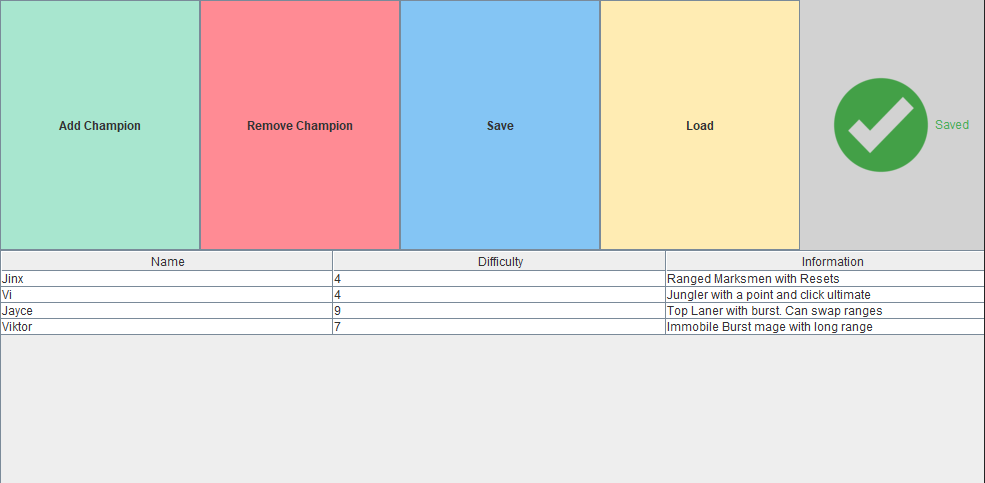 Add Champion Remove Champion Save Load Saved
Name Difficulty Information
Jinx 4 Ranged Marksmen with Resets
Vi 4 Jungler with a point and click ultimate
Jayce 9 Top Laner with burst. Can swap ranges
Viktor 7 Immobile Burst mage with long range